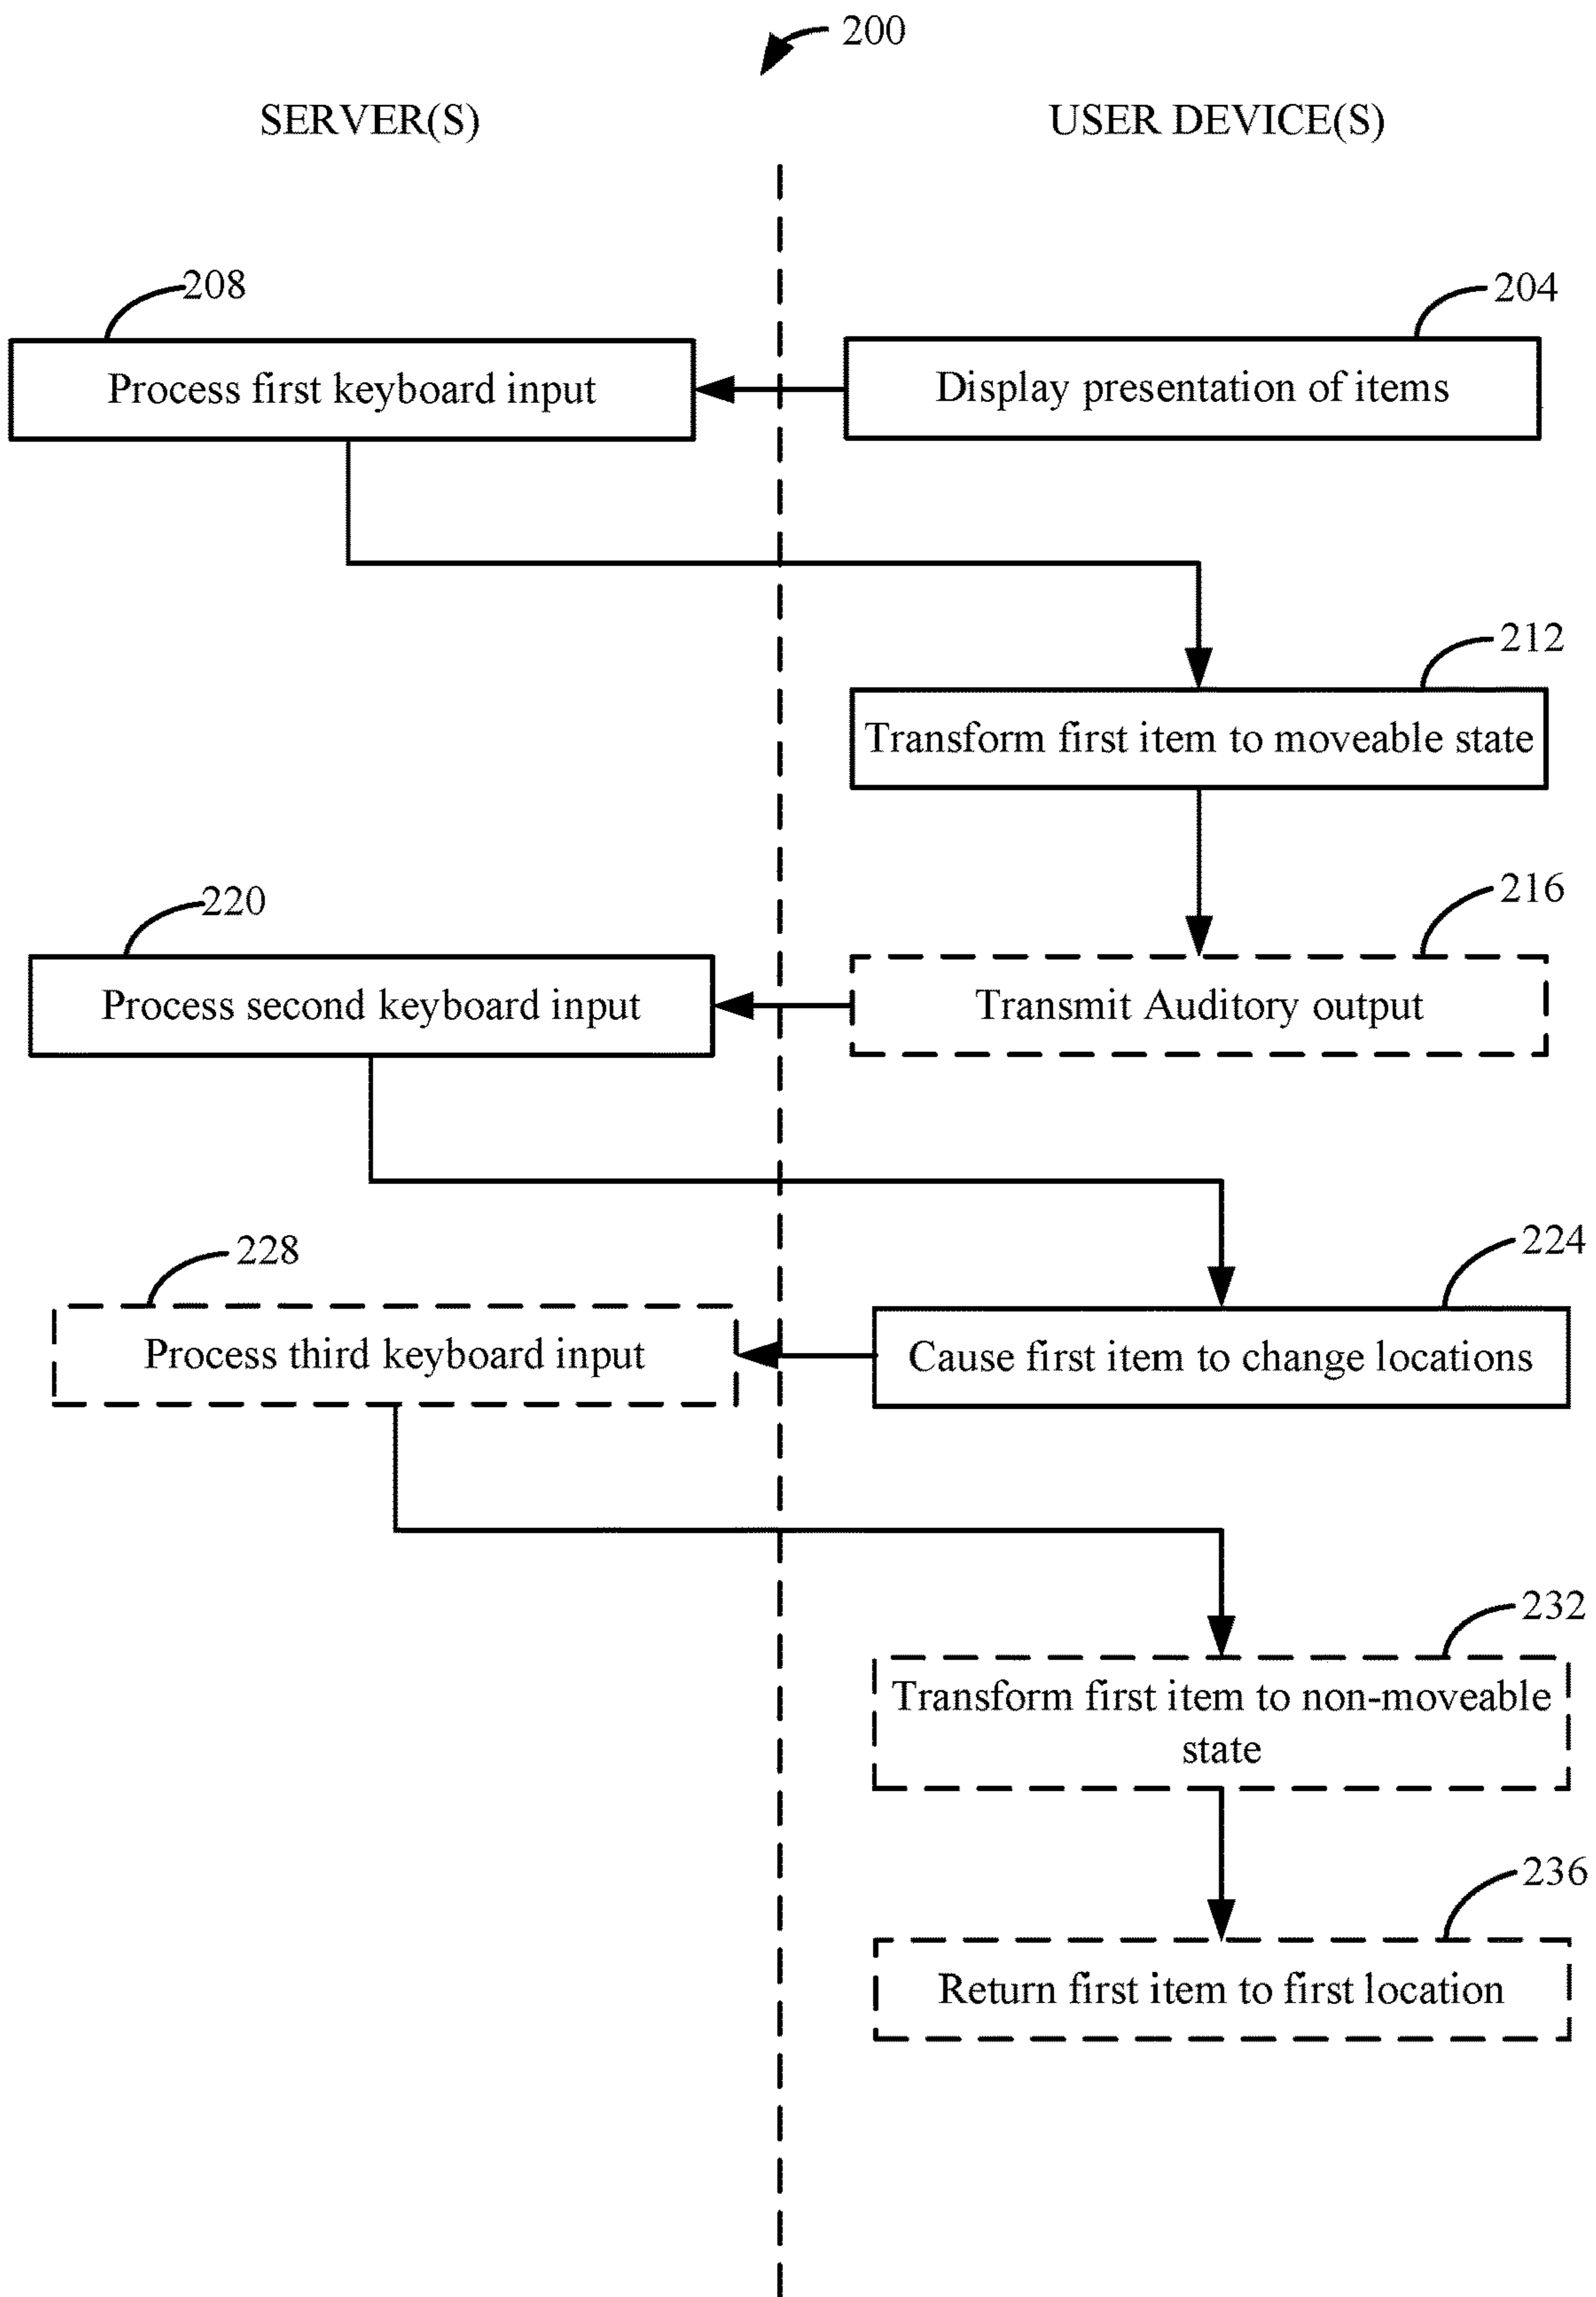 200
SERVER(S)
USER DEVICE(S)
208
204
Process first keyboard input
Display presentation of items
212
Transform first item to moveable state
220
216
Process second keyboard input
Transmit Auditory output
228
224
Process third keyboard input
Cause first item to change locations
232
Transform first item to non-moveable
state
236
Return first item to first location